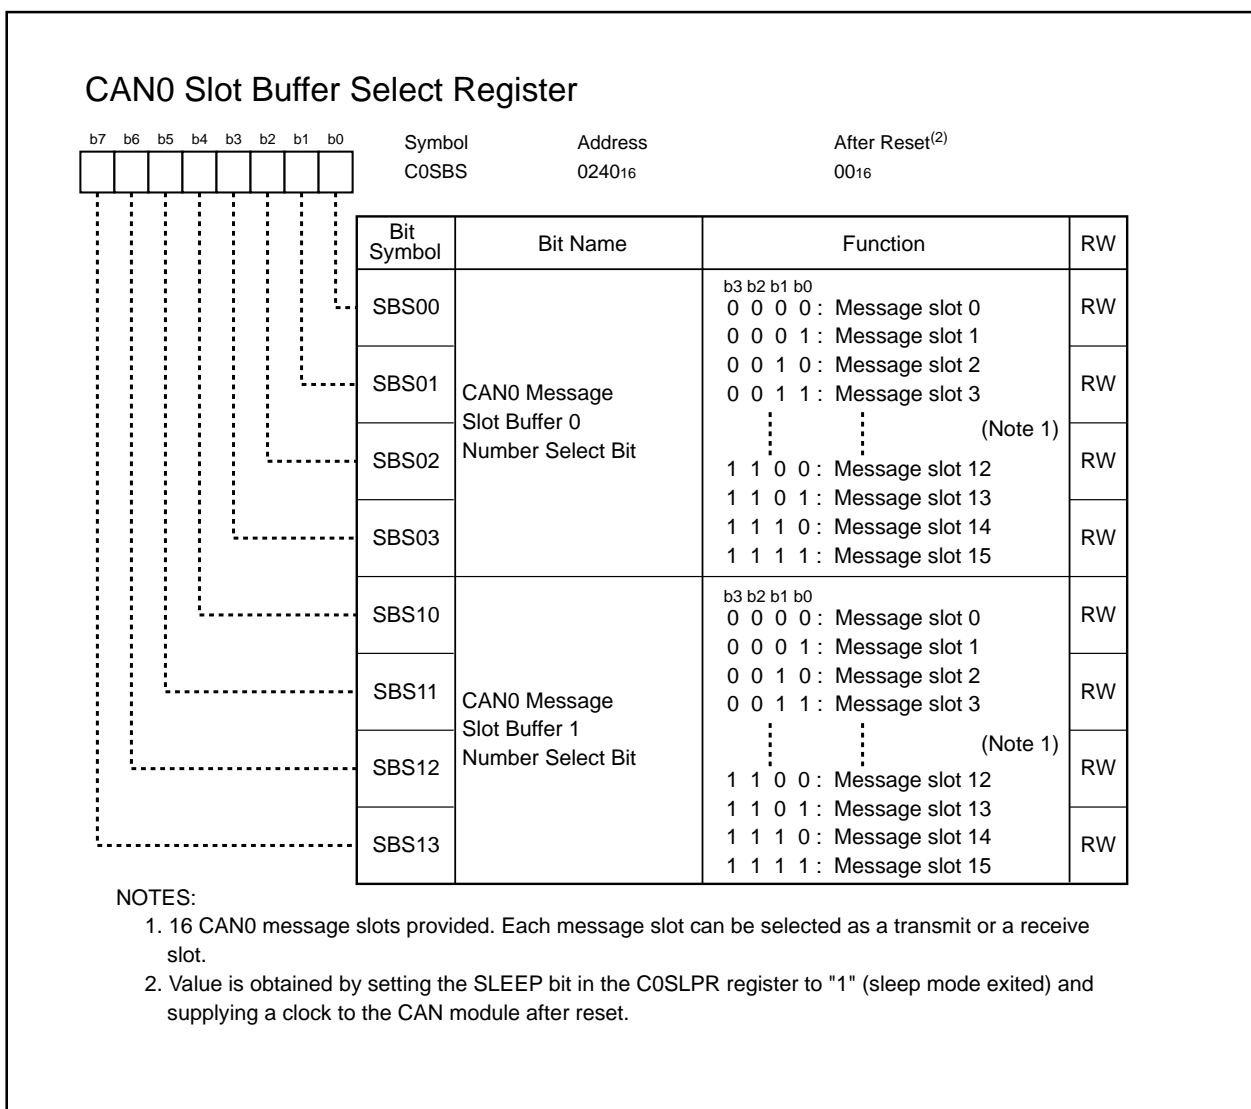 CAN0 Slot Buffer Select Register
b7 b6 b5 b4 b3 b2 b1 b0
Symbol Address After Reset(2)
C0SBS 024016 0016
Bit Symbol Bit Name Function RW
SBS00 RW
SBS01 RW
SBS02 RW
SBS03 RW
CAN0 Message
Slot Buffer 0
Number Select Bit
b3 b2 b1 b0
0 0 0 0 : Message slot 0
0 0 0 1 : Message slot 1
0 0 1 0 : Message slot 2
0 0 1 1 : Message slot 3
(Note 1)
1 1 0 0 : Message slot 12
1 1 0 1 : Message slot 13
1 1 1 0 : Message slot 14
1 1 1 1 : Message slot 15
SBS10 RW
SBS11 RW
SBS12 RW
SBS13 RW
CAN0 Message
Slot Buffer 1
Number Select Bit
b3 b2 b1 b0
0 0 0 0 : Message slot 0
0 0 0 1 : Message slot 1
0 0 1 0 : Message slot 2
0 0 1 1 : Message slot 3
(Note 1)
1 1 0 0 : Message slot 12
1 1 0 1 : Message slot 13
1 1 1 0 : Message slot 14
1 1 1 1 : Message slot 15
NOTES:
1. 16 CAN0 message slots provided. Each message slot can be selected as a transmit or a receive
slot.
2. Value is obtained by setting the SLEEP bit in the C0SLPR register to "1" (sleep mode exited) and
supplying a clock to the CAN module after reset.